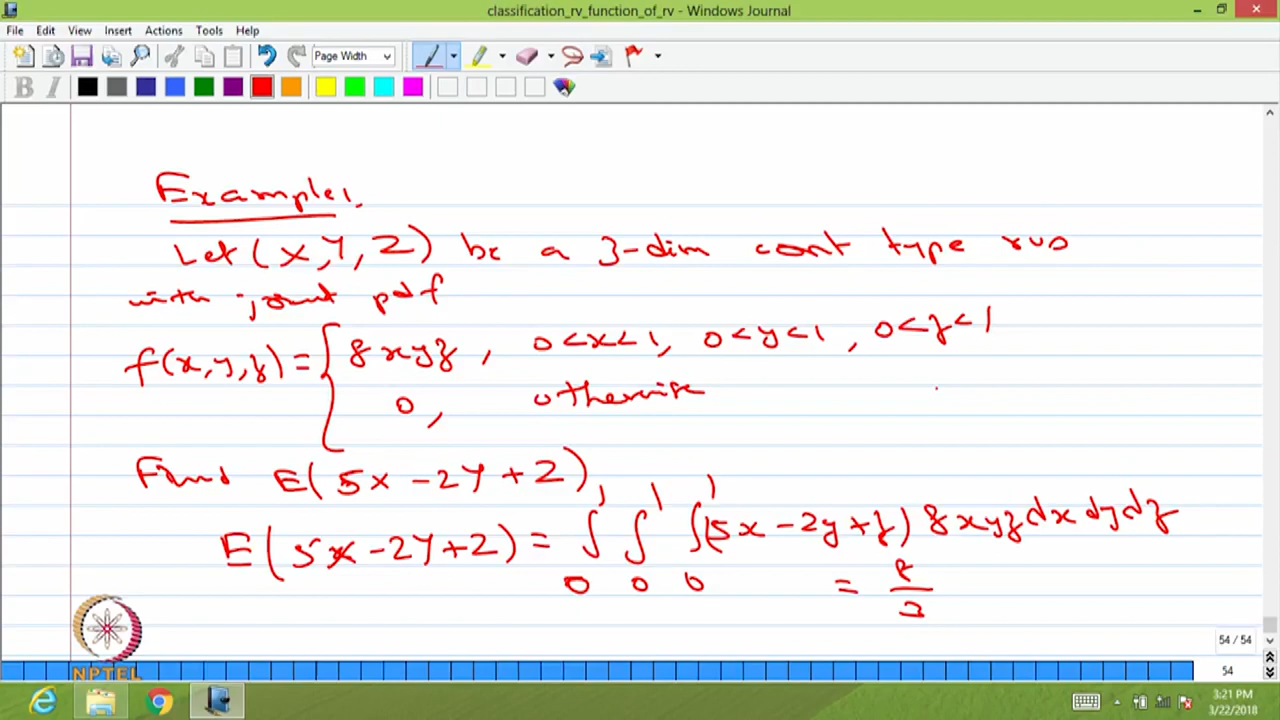 classification_rv_function_of_rv - Windows Journal
File Edit View Insert Actions Tools Help
Page Width
B I
Example:
Let (X, Y, Z) be a 3-dim cont type rvs
with joint pdf
f(x, y, z) = { 8 x y z , 0 < x < 1, 0 < y < 1 , 0 < z < 1
0 , otherwise
Find E(5X - 2Y + Z),
E(5X - 2Y + Z) = ∫₀¹ ∫₀¹ ∫₀¹ (5x - 2y + z) 8 x y z dx dy dz
= 8/3
54 / 54
NPTEL
54
3:21 PM
3/22/2018